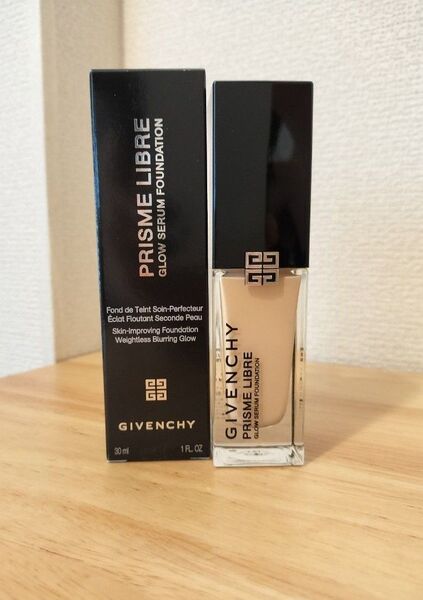 PRISME LIBRE
GLOW SERUM FOUNDATION
Fond de Teint Soin-Perfecteur
Éclat Floutant Seconde Peau
Skin-improving Foundation
Weightless Blurring Glow
GIVENCHY
30 ml 1 FL. OZ
GIVENCHY
PRISME LIBRE
GLOW SERUM FOUNDATION